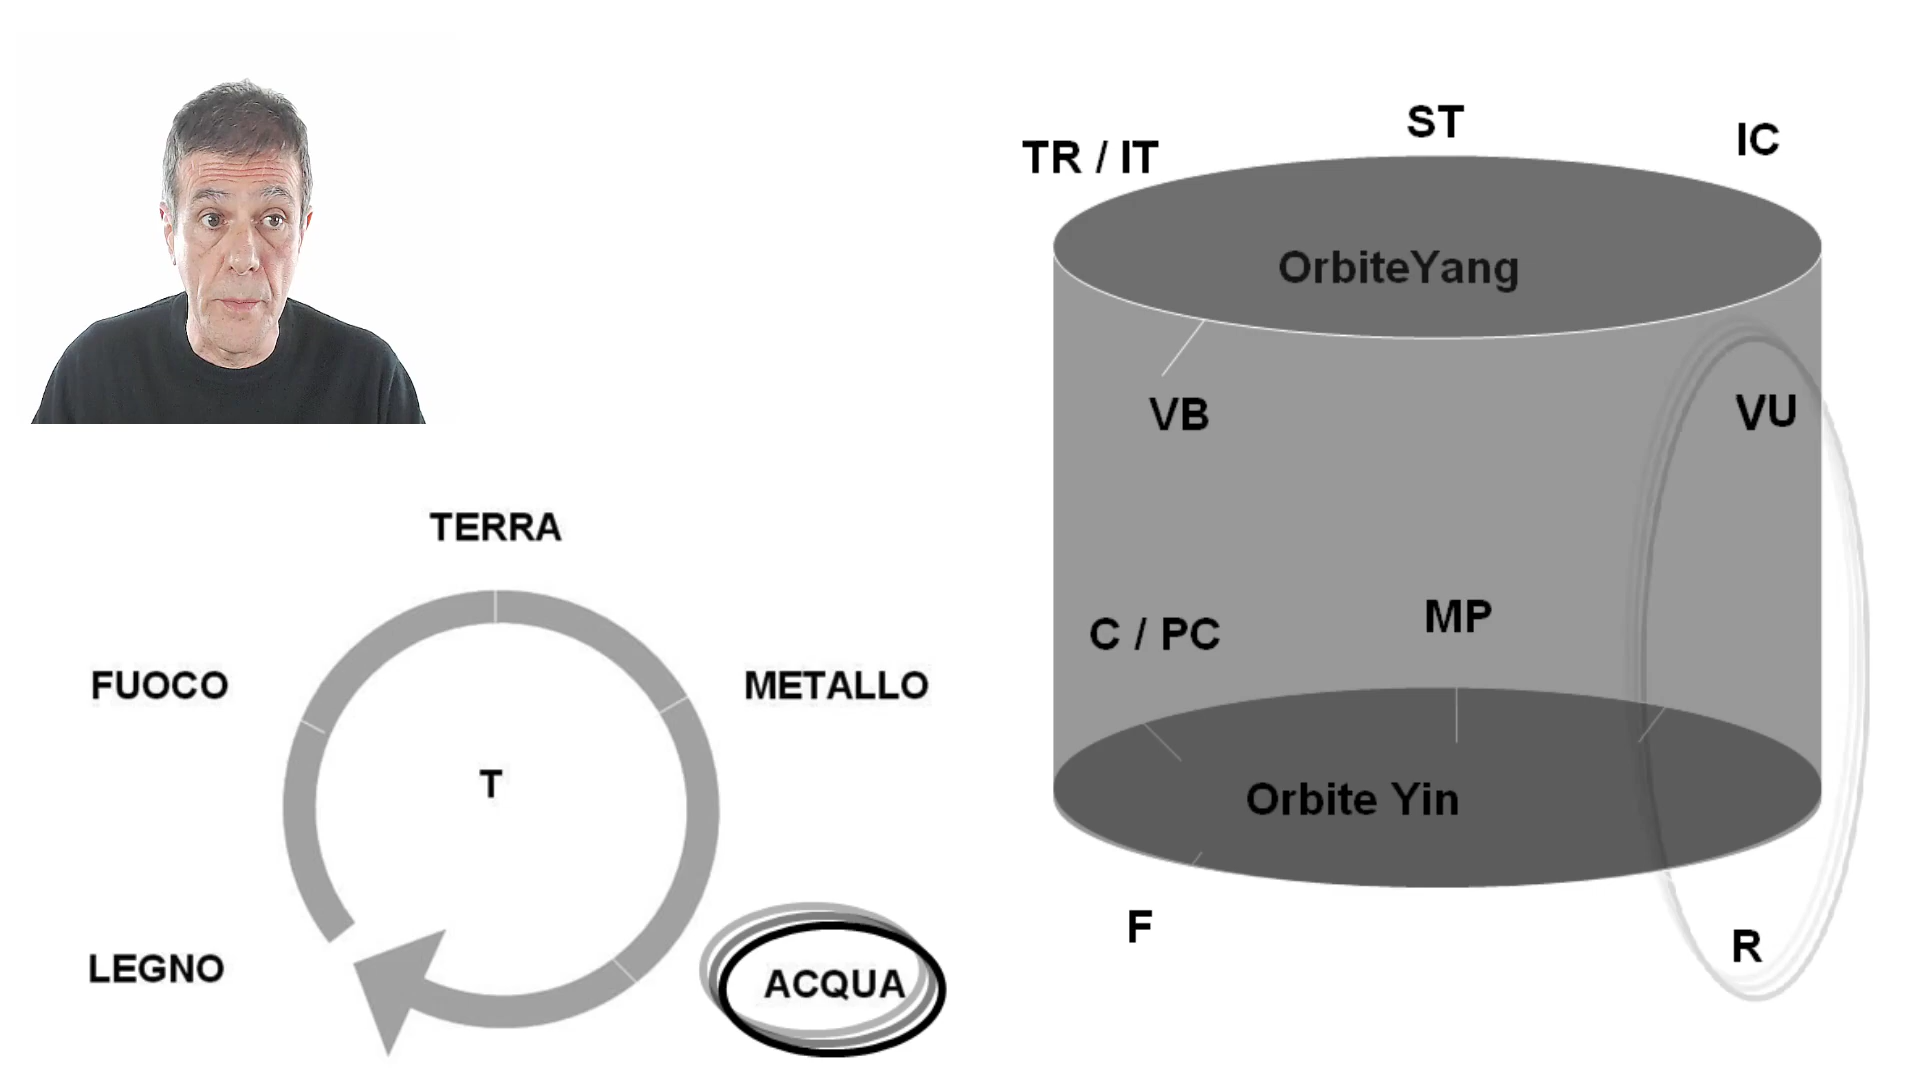 ST
IC
TR / IT
OrbiteYang
VB
VU
C / PC
MP
Orbite Yin
F
R
TERRA
FUOCO
METALLO
T
LEGNO
ACQUA